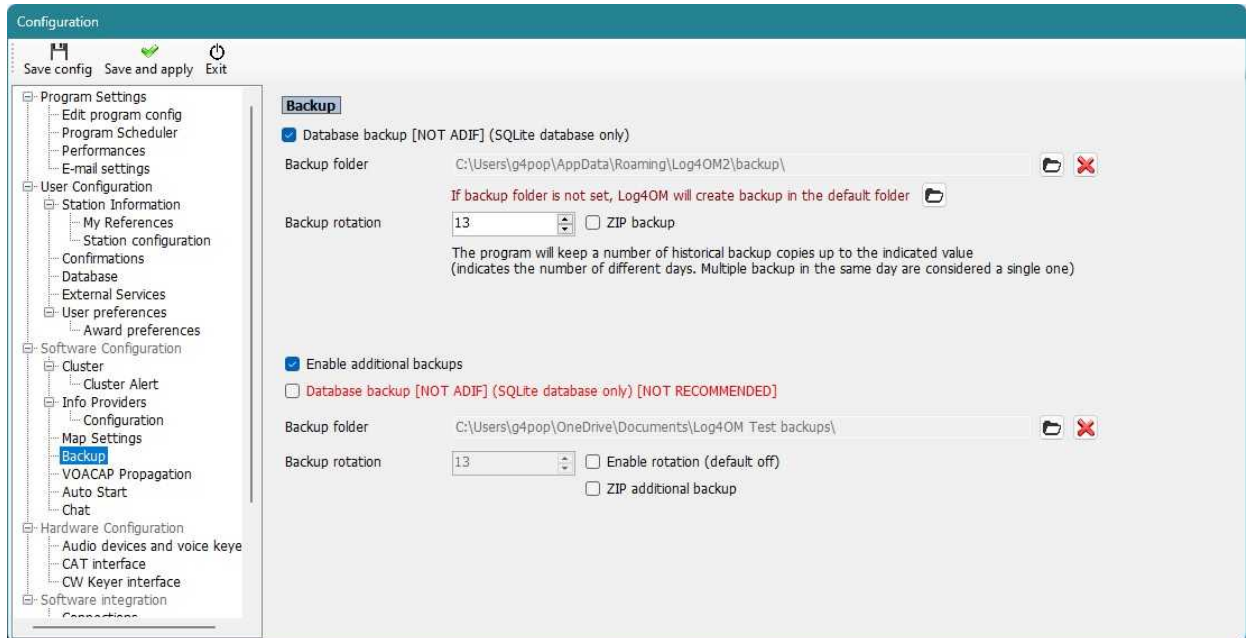 Configuration
Save config Save and apply Exit
Program Settings
Edit program config
Program Scheduler
Performances
E-mail settings
User Configuration
Station Information
My References
Station configuration
Confirmations
Database
External Services
User preferences
Award preferences
Software Configuration
Cluster
Cluster Alert
Info Providers
Configuration
Map Settings
Backup
VOACAP Propagation
Auto Start
Chat
Hardware Configuration
Audio devices and voice keye
CAT interface
CW Keyer interface
Software integration
Connections
Backup
Database backup [NOT ADIF] (SQLite database only)
Backup folder C:\Users\g4pop\AppData\Roaming\Log4OM2\backup\
If backup folder is not set, Log4OM will create backup in the default folder
Backup rotation 13 ZIP backup
The program will keep a number of historical backup copies up to the indicated value
(indicates the number of different days. Multiple backup in the same day are considered a single one)
Enable additional backups
Database backup [NOT ADIF] (SQLite database only) [NOT RECOMMENDED]
Backup folder C:\Users\g4pop\OneDrive\Documents\Log4OM Test backups\
Backup rotation 13 Enable rotation (default off)
ZIP additional backup